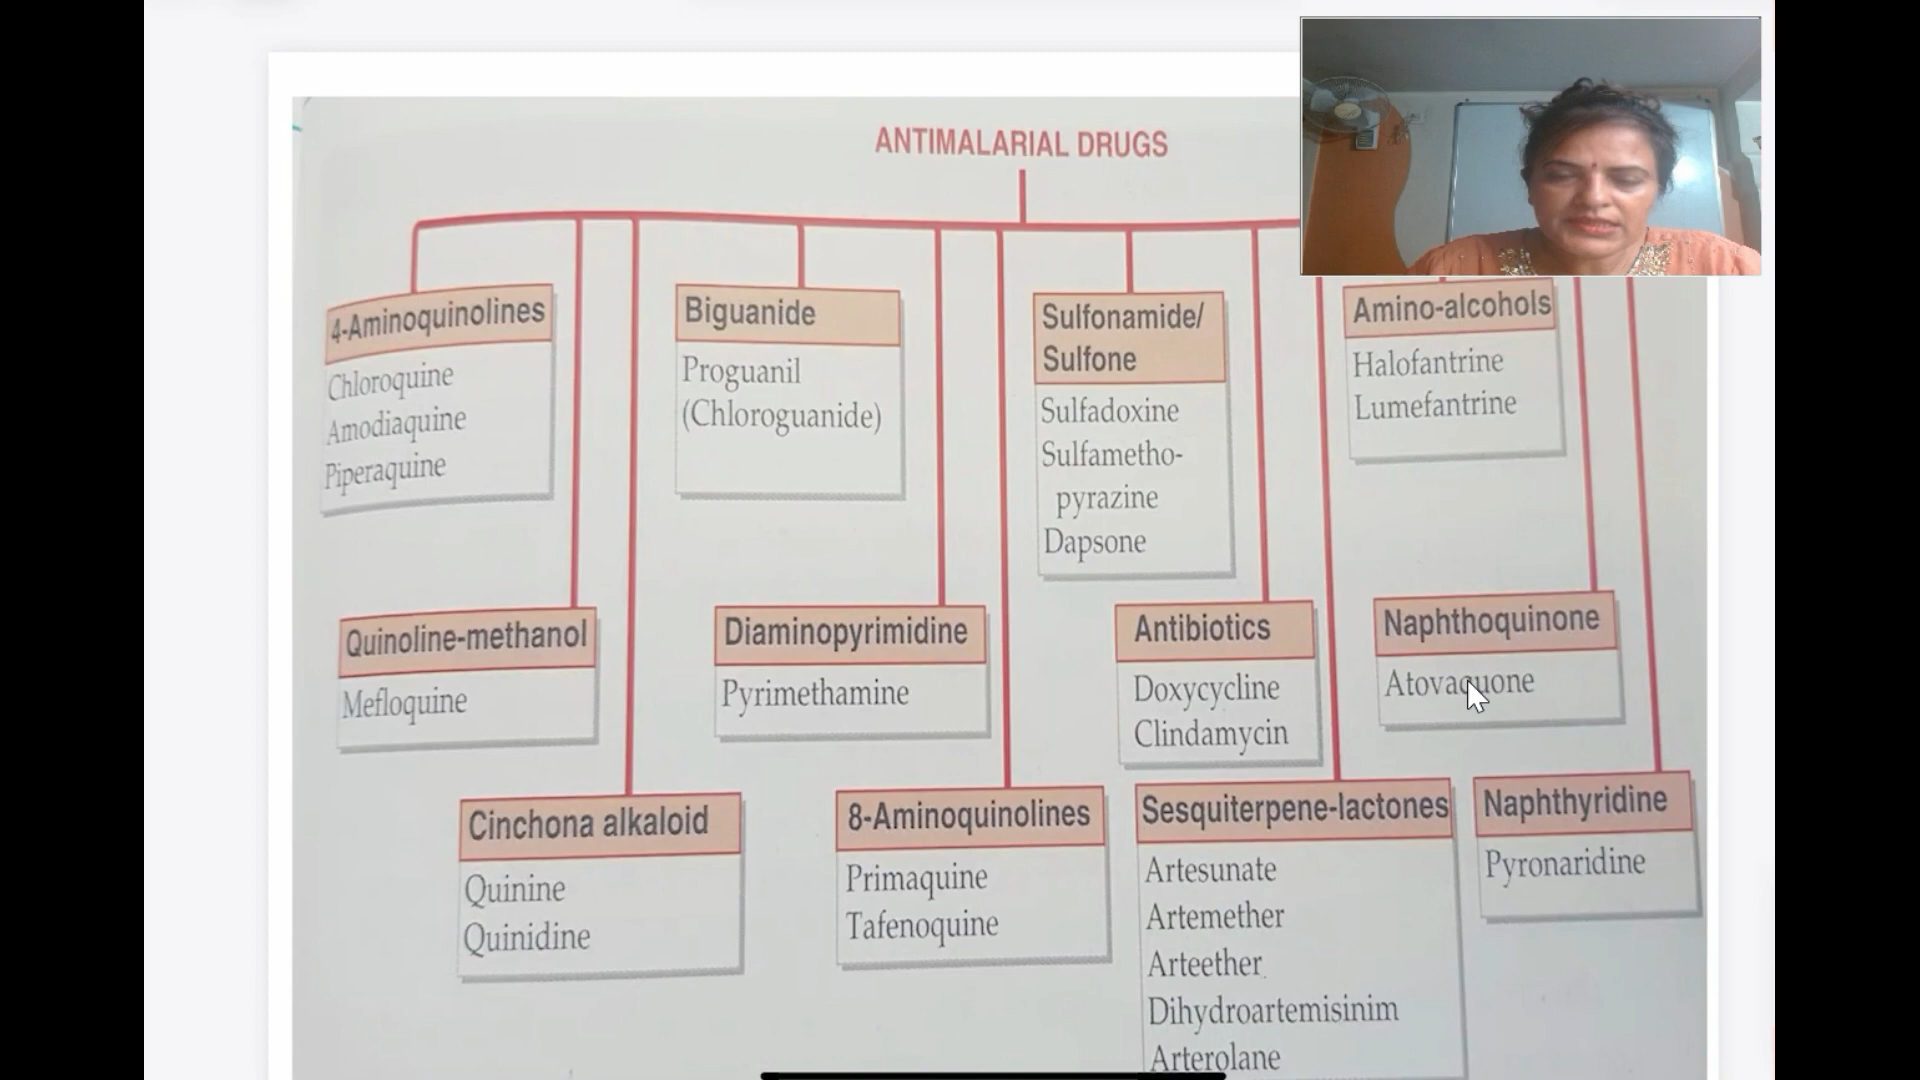 ANTIMALARIAL DRUGS
4-Aminoquinolines
Chloroquine
Amodiaquine
Piperaquine
Biguanide
Proguanil
(Chloroguanide)
Sulfonamide/
Sulfone
Sulfadoxine
Sulfametho-
pyrazine
Dapsone
Amino-alcohols
Halofantrine
Lumefantrine
Quinoline-methanol
Mefloquine
Diaminopyrimidine
Pyrimethamine
Antibiotics
Doxycycline
Clindamycin
Naphthoquinone
Atovaquone
Cinchona alkaloid
Quinine
Quinidine
8-Aminoquinolines
Primaquine
Tafenoquine
Sesquiterpene-lactones
Artesunate
Artemether
Arteether
Dihydroartemisinim
Arterolane
Naphthyridine
Pyronaridine